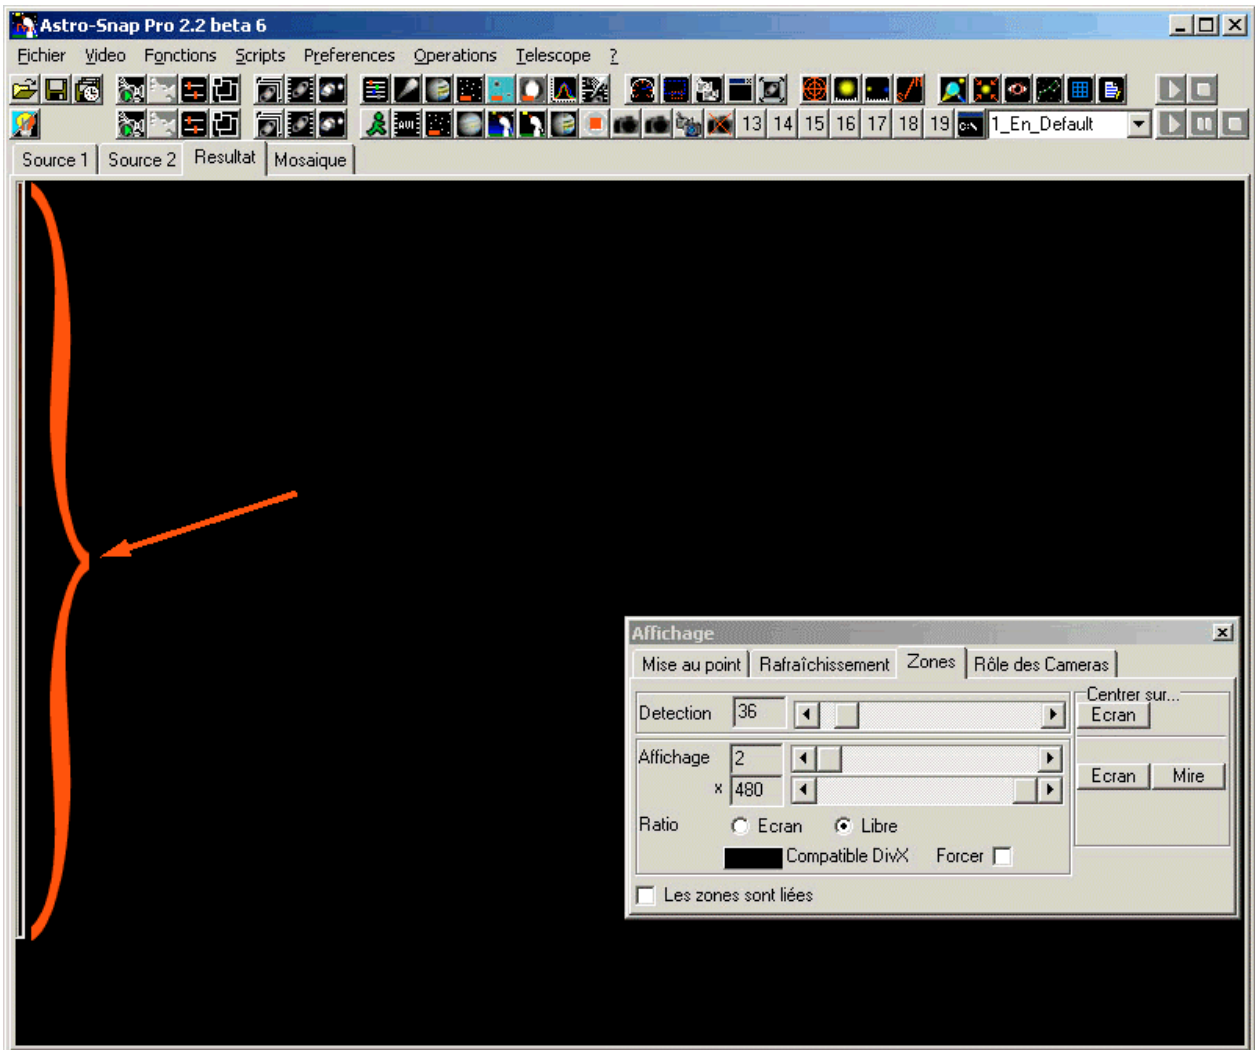 Astro-Snap Pro 2.2 beta 6
Fichier Video Fonctions Scripts Preferences Operations Telescope ?
AVI 13 14 15 16 17 18 19 C:\ 1_En_Default
Source 1 Source 2 Resultat Mosaique
Affichage
Mise au point Rafraîchissement Zones Rôle des Cameras
Centrer sur...
Detection 36 Ecran
Affichage 2
x 480 Ecran Mire
Ratio Ecran Libre
Compatible DivX Forcer
Les zones sont liées